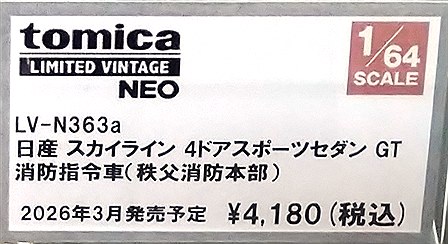 tomica
LIMITED VINTAGE
NEO
1/64
SCALE
LV-N363a
日産 スカイライン 4ドアスポーツセダン GT
消防指令車(秩父消防本部)
2026年3月発売予定 ¥4,180(税込)